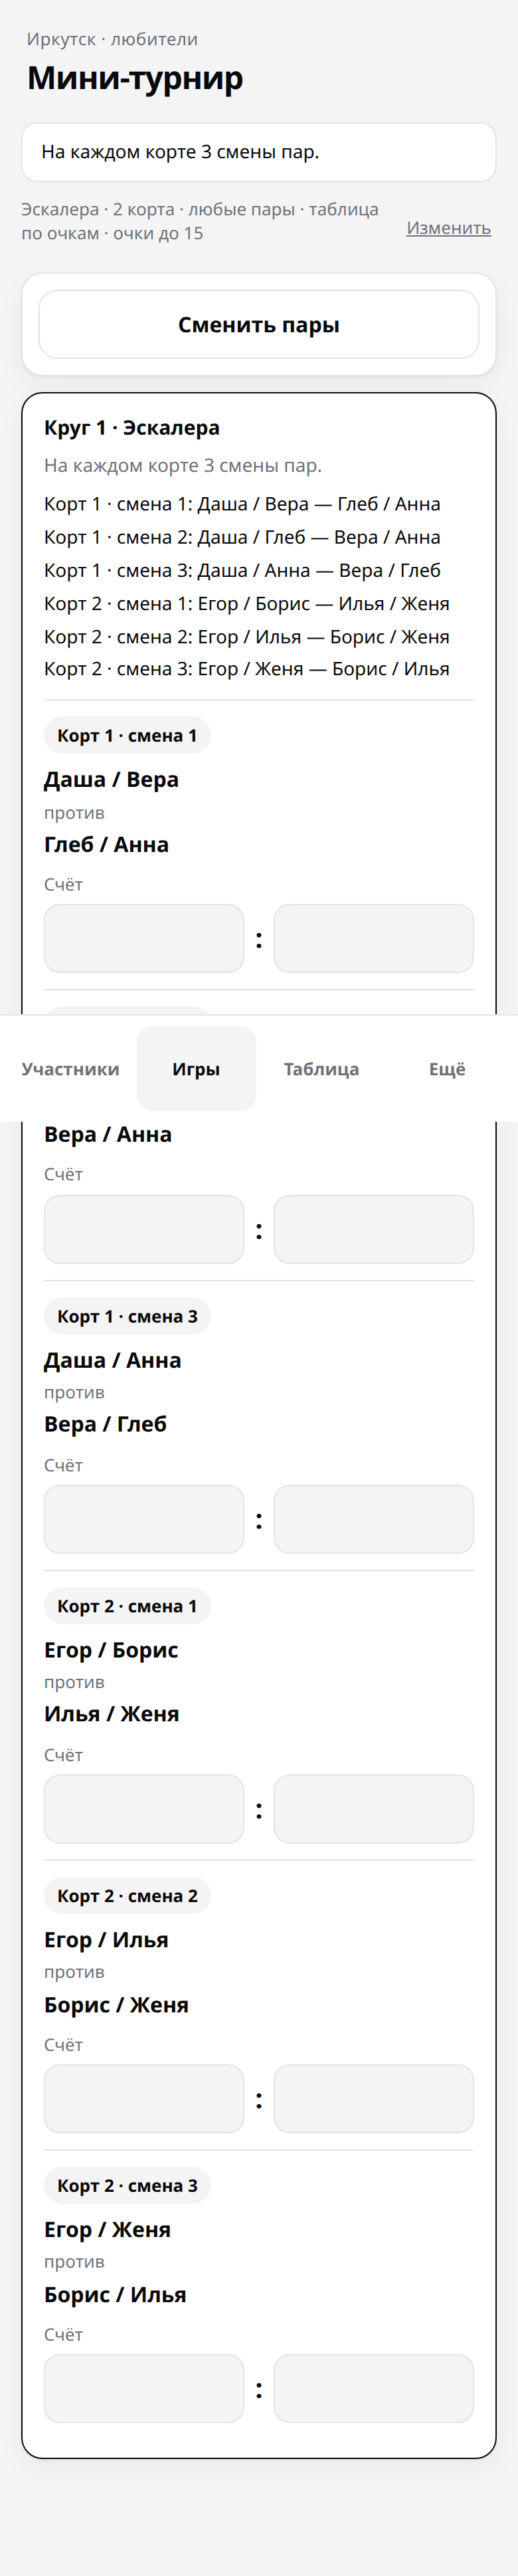 Иркутск · любители
Мини-турнир
На каждом корте 3 смены пар.
Эскалера · 2 корта · любые пары · таблица
по очкам · очки до 15
Изменить
Сменить пары
Круг 1 · Эскалера
На каждом корте 3 смены пар.
Корт 1 · смена 1: Даша / Вера — Глеб / Анна
Корт 1 · смена 2: Даша / Глеб — Вера / Анна
Корт 1 · смена 3: Даша / Анна — Вера / Глеб
Корт 2 · смена 1: Егор / Борис — Илья / Женя
Корт 2 · смена 2: Егор / Илья — Борис / Женя
Корт 2 · смена 3: Егор / Женя — Борис / Илья
Корт 1 · смена 1
Даша / Вера
против
Глеб / Анна
Счёт
:
Участники
Игры
Таблица
Ещё
Вера / Анна
Счёт
:
Корт 1 · смена 3
Даша / Анна
против
Вера / Глеб
Счёт
:
Корт 2 · смена 1
Егор / Борис
против
Илья / Женя
Счёт
:
Корт 2 · смена 2
Егор / Илья
против
Борис / Женя
Счёт
:
Корт 2 · смена 3
Егор / Женя
против
Борис / Илья
Счёт
: